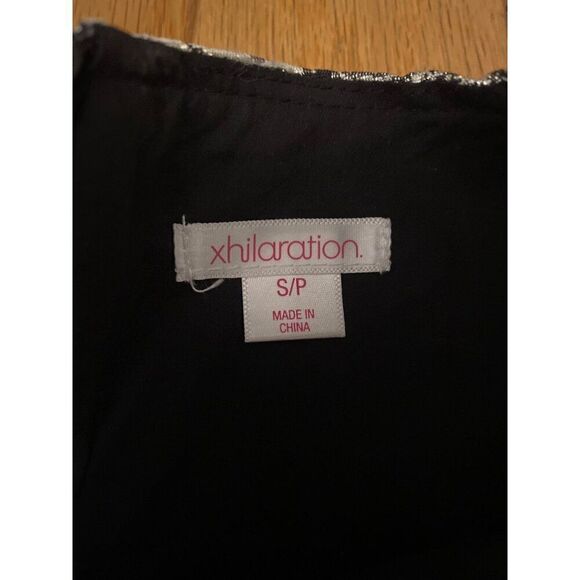 xhilaration.
S/P
MADE IN
CHINA